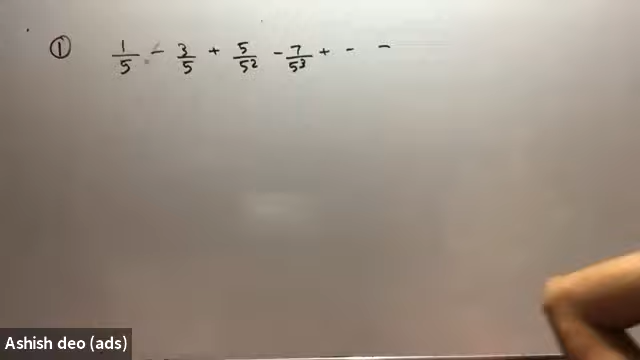 ① 1/5 - 3/5 + 5/5² - 7/5³ + - -
Ashish deo (ads)